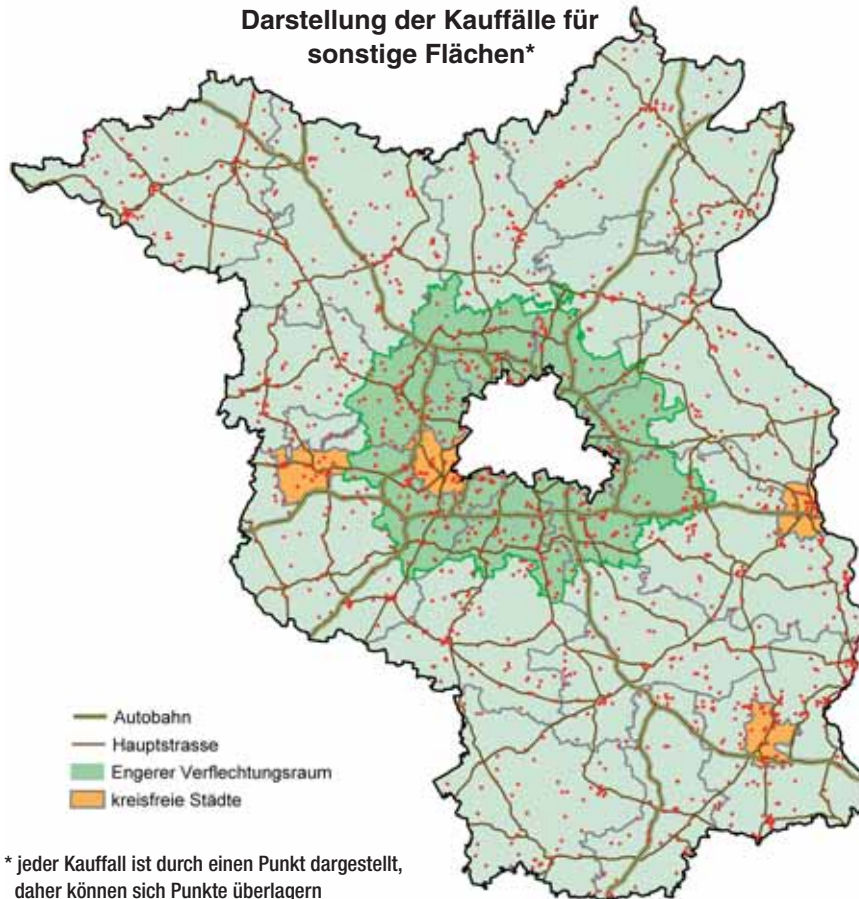 Darstellung der Kauffälle für
sonstige Flächen*
Autobahn
Hauptstrasse
Engerer Verflechtungsraum
kreisfreie Städte
* jeder Kauffall ist durch einen Punkt dargestellt,
daher können sich Punkte überlagern